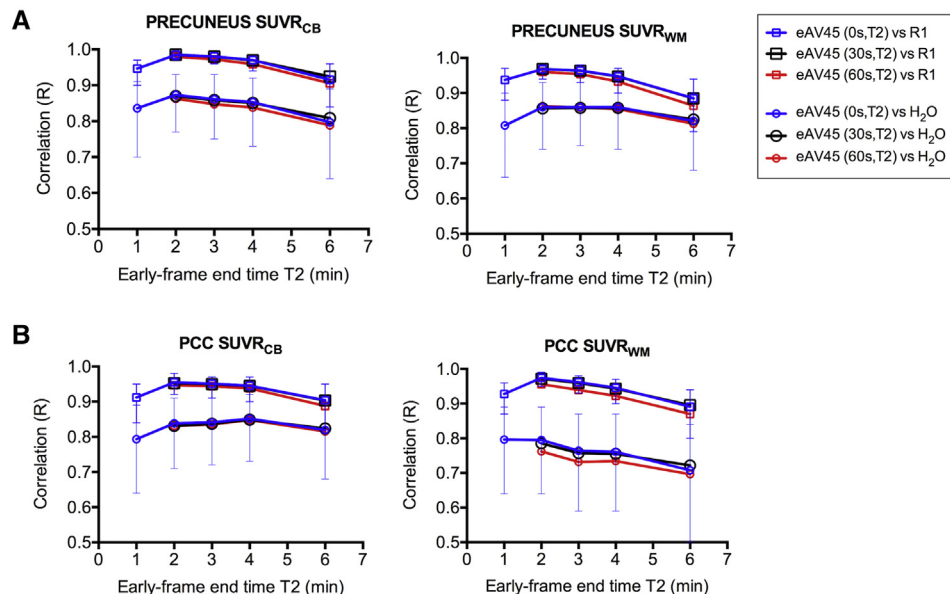 A
PRECUNEUS SUVR_CB
Correlation (R)
1.0
0.9
0.8
0.7
0.6
0.5
0 1 2 3 4 5 6 7
Early-frame end time T2 (min)
PRECUNEUS SUVR_WM
Correlation (R)
1.0
0.9
0.8
0.7
0.6
0.5
0 1 2 3 4 5 6 7
Early-frame end time T2 (min)
eAV45 (0s,T2) vs R1
eAV45 (30s,T2) vs R1
eAV45 (60s,T2) vs R1
eAV45 (0s,T2) vs H₂O
eAV45 (30s,T2) vs H₂O
eAV45 (60s,T2) vs H₂O
B
PCC SUVR_CB
Correlation (R)
1.0
0.9
0.8
0.7
0.6
0.5
0 1 2 3 4 5 6 7
Early-frame end time T2 (min)
PCC SUVR_WM
Correlation (R)
1.0
0.9
0.8
0.7
0.6
0.5
0 1 2 3 4 5 6 7
Early-frame end time T2 (min)